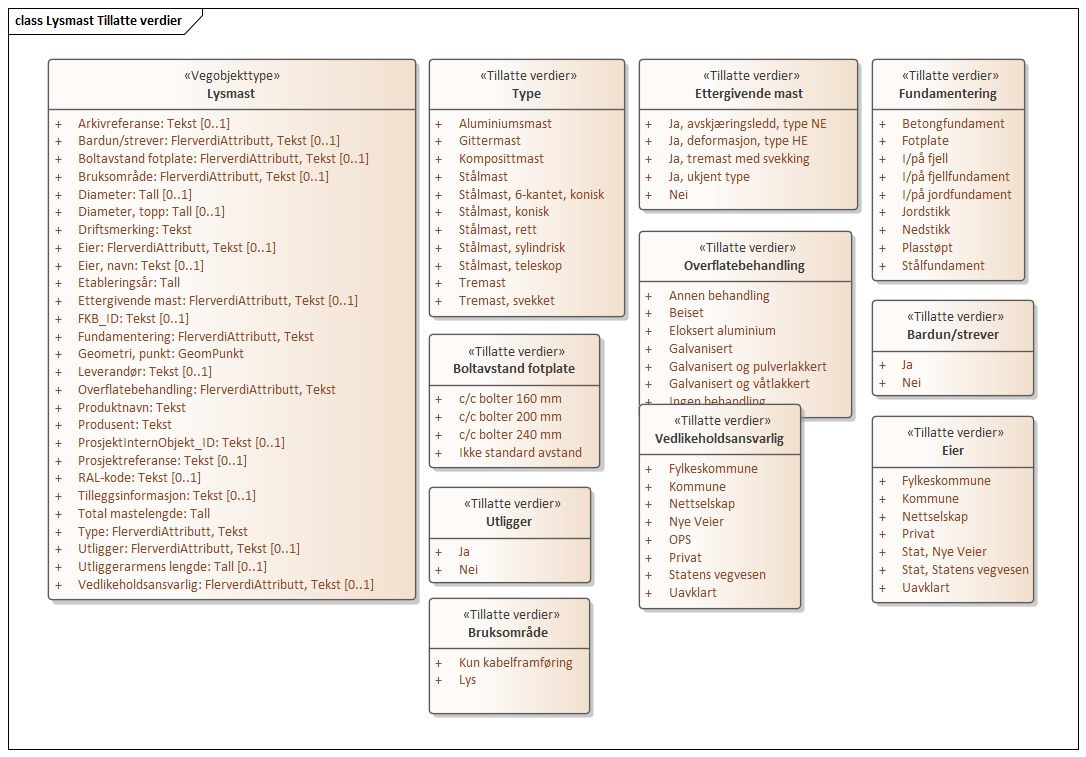 class Lysmast Tillatte verdier
«Vegobjekttype»
Lysmast
+ Arkivreferanse: Tekst [0..1]
+ Bardun/strever: FlerverdiAttributt, Tekst [0..1]
+ Boltavstand fotplate: FlerverdiAttributt, Tekst [0..1]
+ Bruksområde: FlerverdiAttributt, Tekst [0..1]
+ Diameter: Tall [0..1]
+ Diameter, topp: Tall [0..1]
+ Driftsmerking: Tekst
+ Eier: FlerverdiAttributt, Tekst [0..1]
+ Eier, navn: Tekst [0..1]
+ Etableringsår: Tall
+ Ettergivende mast: FlerverdiAttributt, Tekst [0..1]
+ FKB_ID: Tekst [0..1]
+ Fundamentering: FlerverdiAttributt, Tekst
+ Geometri, punkt: GeomPunkt
+ Leverandør: Tekst [0..1]
+ Overflatebehandling: FlerverdiAttributt, Tekst
+ Produktnavn: Tekst
+ Produsent: Tekst
+ ProsjektInternObjekt_ID: Tekst [0..1]
+ Prosjektreferanse: Tekst [0..1]
+ RAL-kode: Tekst [0..1]
+ Tilleggsinformasjon: Tekst [0..1]
+ Total mastelengde: Tall
+ Type: FlerverdiAttributt, Tekst
+ Utligger: FlerverdiAttributt, Tekst [0..1]
+ Utliggerarmens lengde: Tall [0..1]
+ Vedlikeholdsansvarlig: FlerverdiAttributt, Tekst [0..1]
«Tillatte verdier»
Type
+ Aluminiumsmast
+ Gittermast
+ Komposittmast
+ Stålmast
+ Stålmast, 6-kantet, konisk
+ Stålmast, konisk
+ Stålmast, rett
+ Stålmast, sylindrisk
+ Stålmast, teleskop
+ Tremast
+ Tremast, svekket
«Tillatte verdier»
Boltavstand fotplate
+ c/c bolter 160 mm
+ c/c bolter 200 mm
+ c/c bolter 240 mm
+ Ikke standard avstand
«Tillatte verdier»
Utligger
+ Ja
+ Nei
«Tillatte verdier»
Bruksområde
+ Kun kabelframføring
+ Lys
«Tillatte verdier»
Ettergivende mast
+ Ja, avskjæringsledd, type NE
+ Ja, deformasjon, type HE
+ Ja, tremast med svekking
+ Ja, ukjent type
+ Nei
«Tillatte verdier»
Overflatebehandling
+ Annen behandling
+ Beiset
+ Eloksert aluminium
+ Galvanisert
+ Galvanisert og pulverlakkert
+ Galvanisert og våtlakkert
+ Ingen behandling
«Tillatte verdier»
Vedlikeholdsansvarlig
+ Fylkeskommune
+ Kommune
+ Nettselskap
+ Nye Veier
+ OPS
+ Privat
+ Statens vegvesen
+ Uavklart
«Tillatte verdier»
Fundamentering
+ Betongfundament
+ Fotplate
+ I/på fjell
+ I/på fjellfundament
+ I/på jordfundament
+ Jordstikk
+ Nedstikk
+ Plasstøpt
+ Stålfundament
«Tillatte verdier»
Bardun/strever
+ Ja
+ Nei
«Tillatte verdier»
Eier
+ Fylkeskommune
+ Kommune
+ Nettselskap
+ Privat
+ Stat, Nye Veier
+ Stat, Statens vegvesen
+ Uavklart